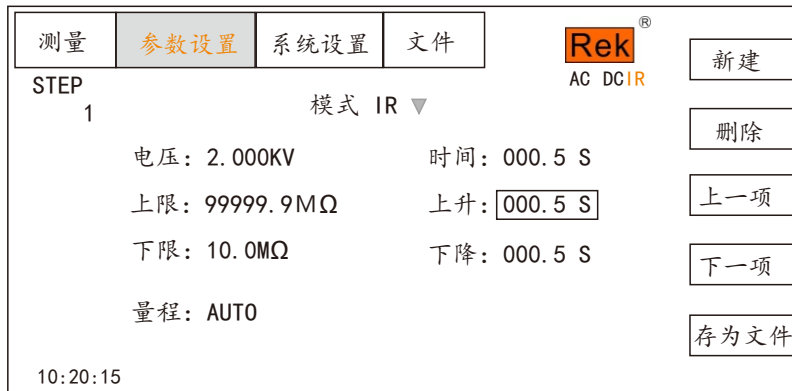 测量 参数设置 系统设置 文件 Rek® 新建
STEP AC DCIR
1 模式 IR ▼ 删除
电压: 2.000KV 时间: 000.5 S
上限: 99999.9MΩ 上升: 000.5 S 上一项
下限: 10.0MΩ 下降: 000.5 S 下一项
量程: AUTO 存为文件
10:20:15